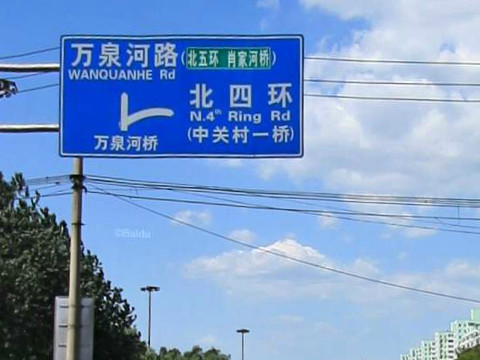 万泉河路(北五环 肖家河桥)
WANQUANHE Rd
北四环
N.4th Ring Rd
(中关村一桥)
万泉河桥
©Baidu